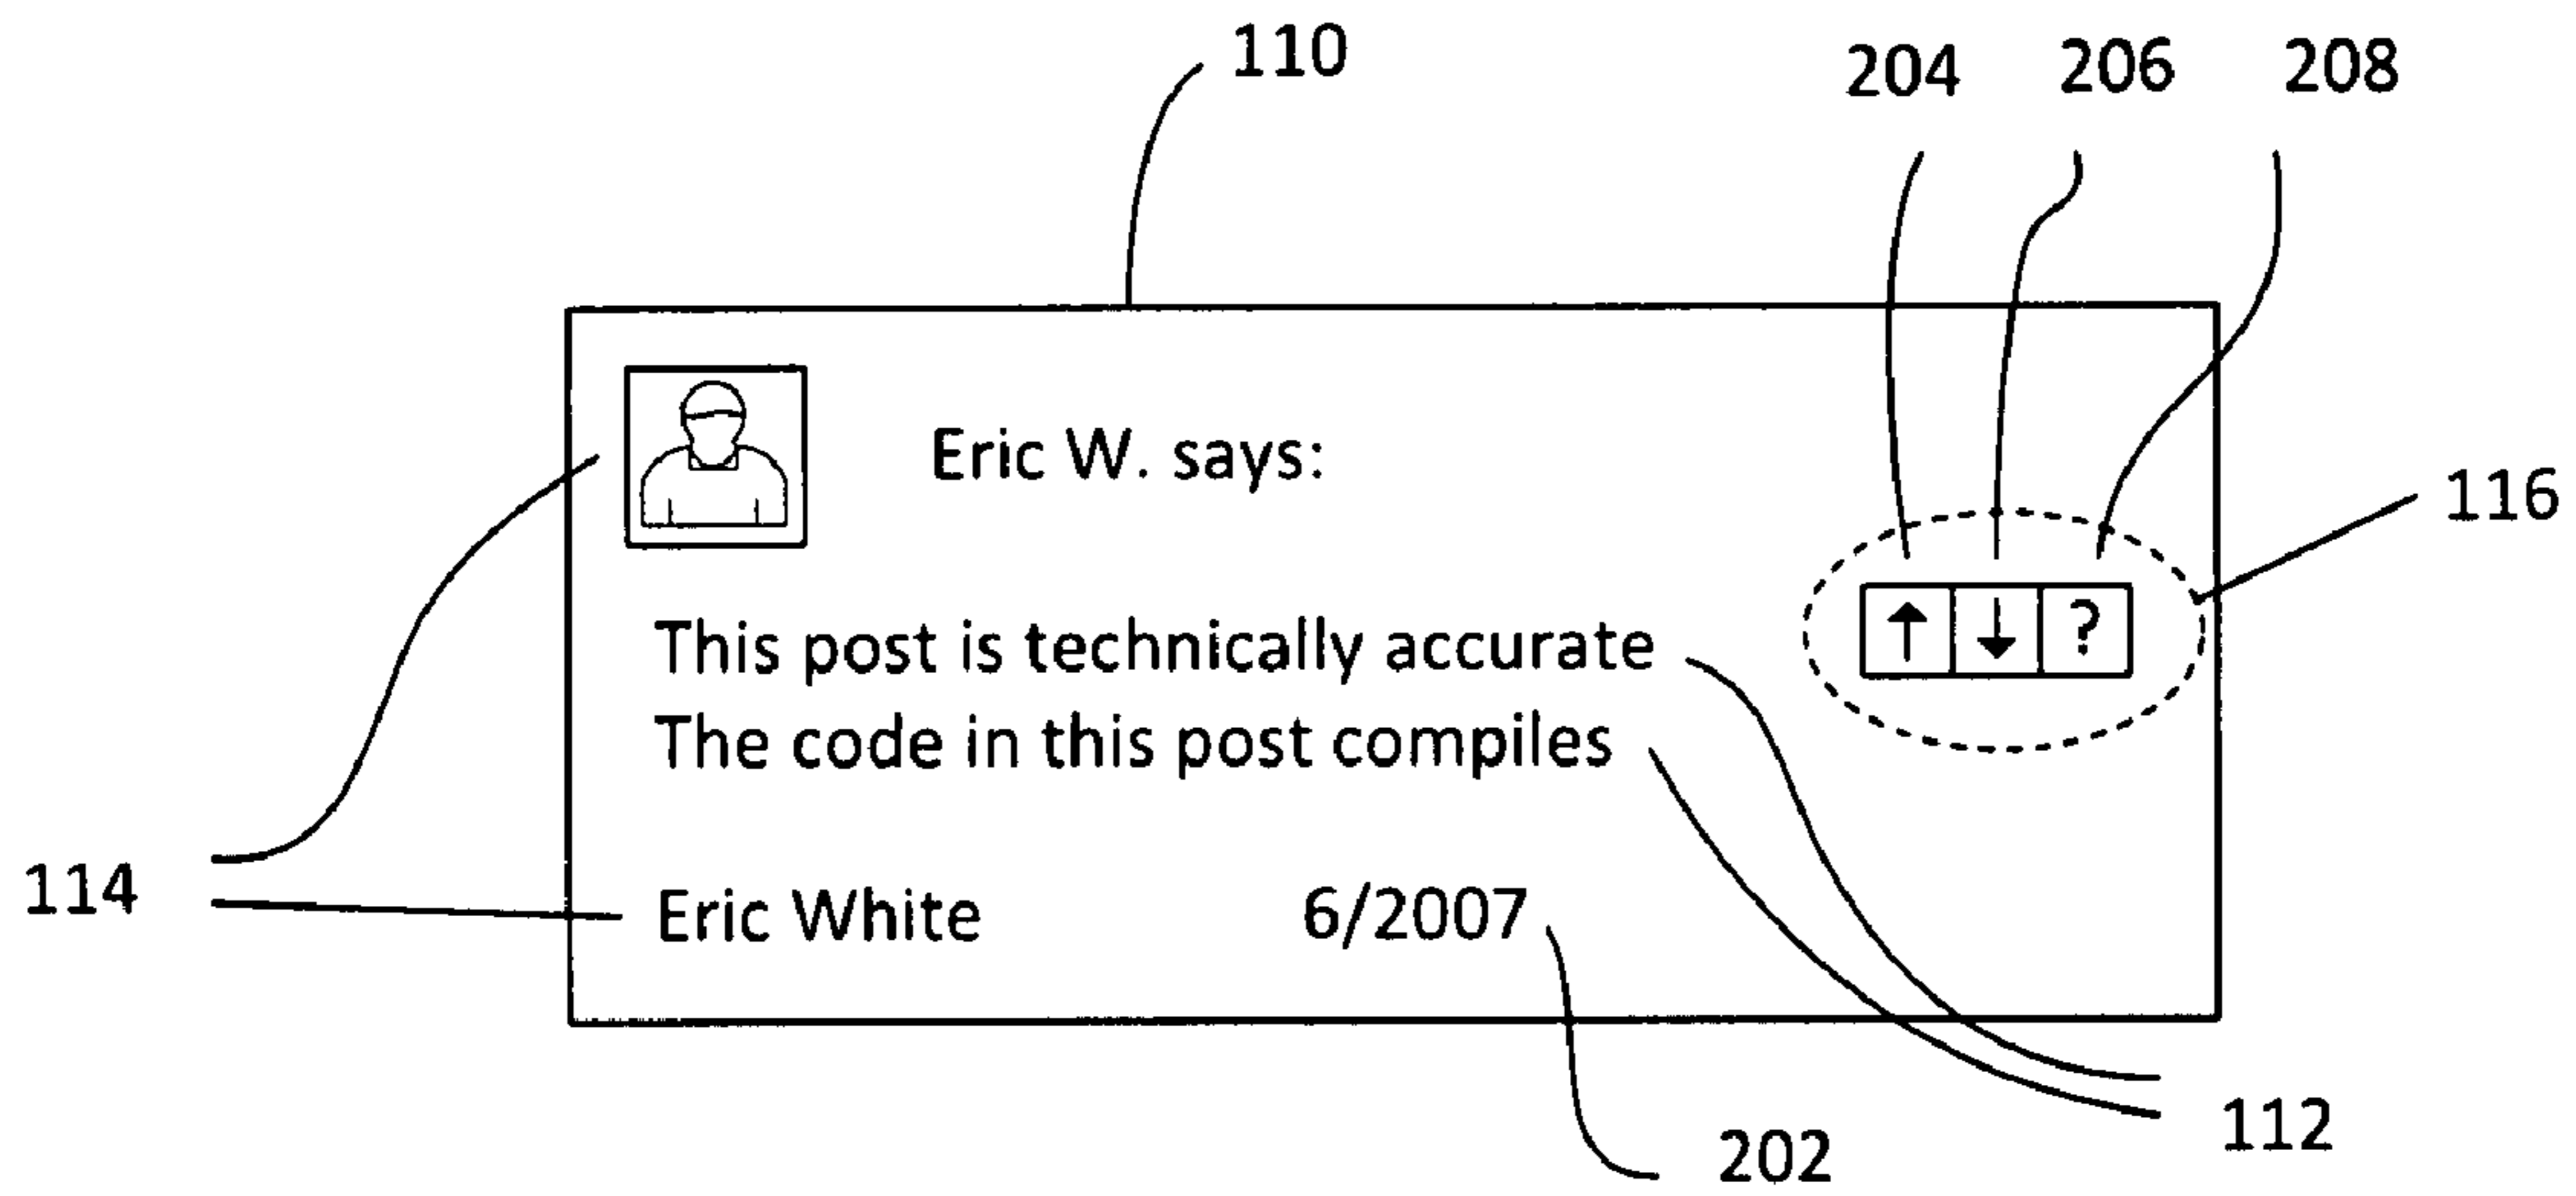 110
204 206 208
Eric W. says:
116
↑ ↓ ?
This post is technically accurate
The code in this post compiles
114
Eric White 6/2007
112
202